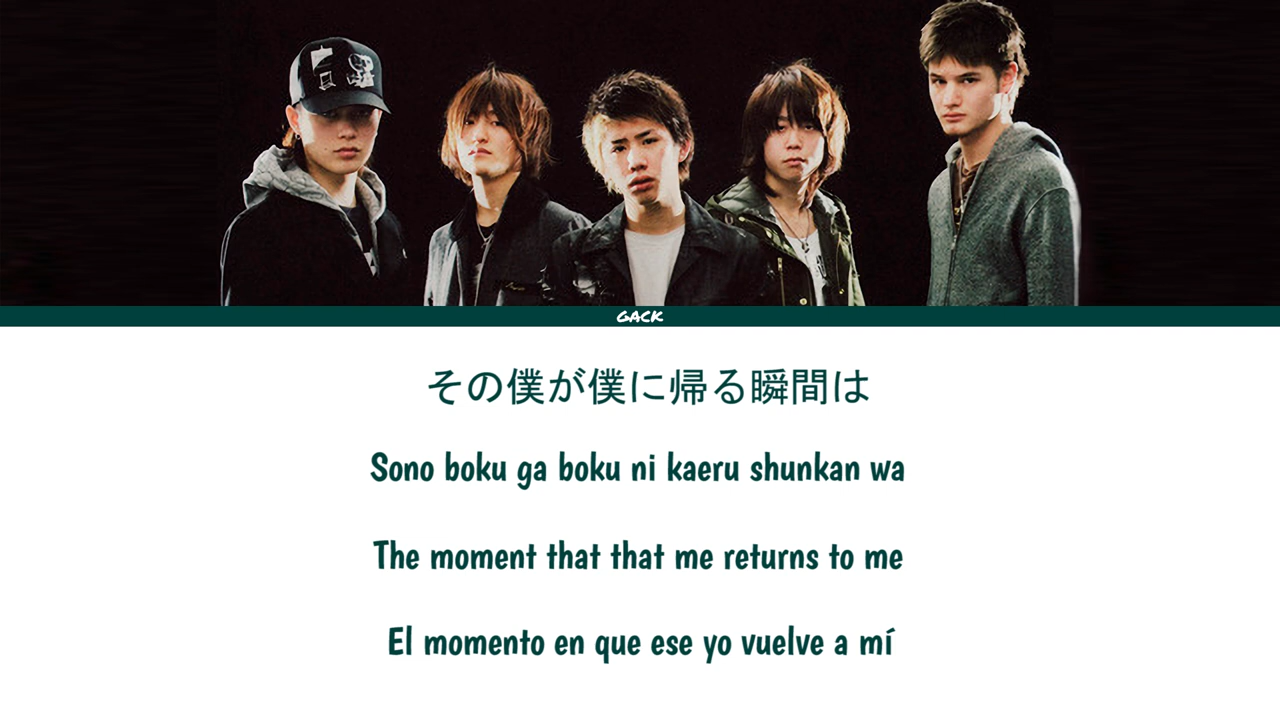 GACK
その僕が僕に帰る瞬間は
Sono boku ga boku ni kaeru shunkan wa
The moment that that me returns to me
El momento en que ese yo vuelve a mí